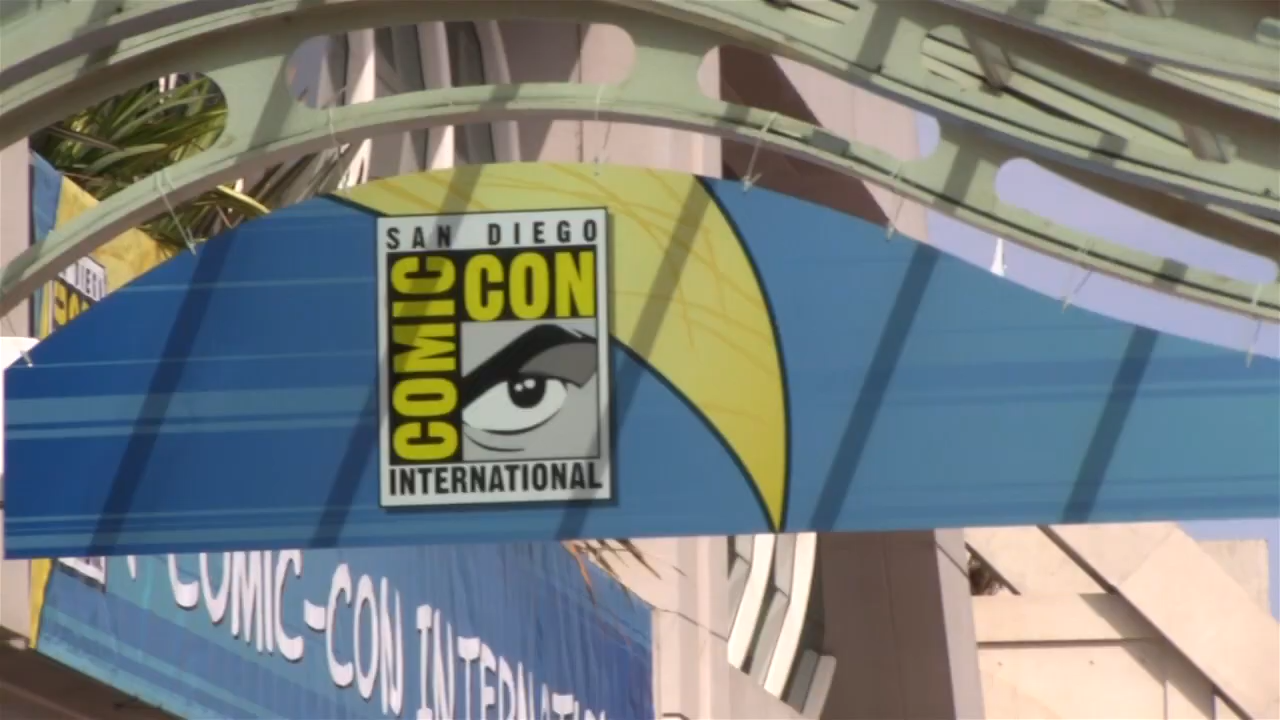 SAN DIEGO
COMIC
CON
INTERNATIONAL
COMIC-CON